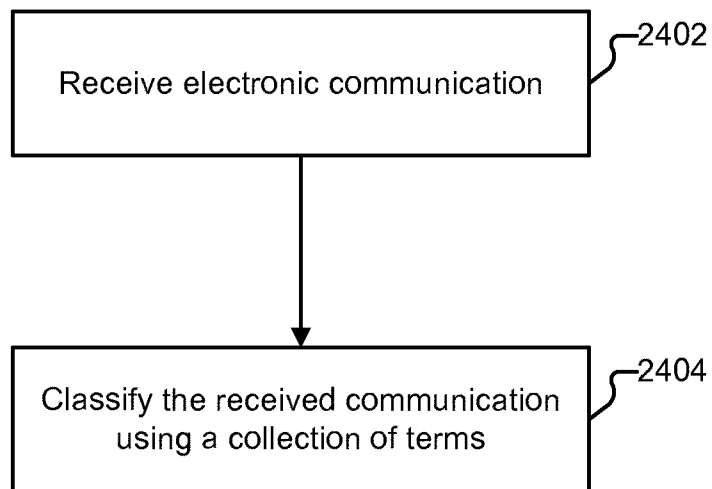 2402
Receive electronic communication
2404
Classify the received communication
using a collection of terms